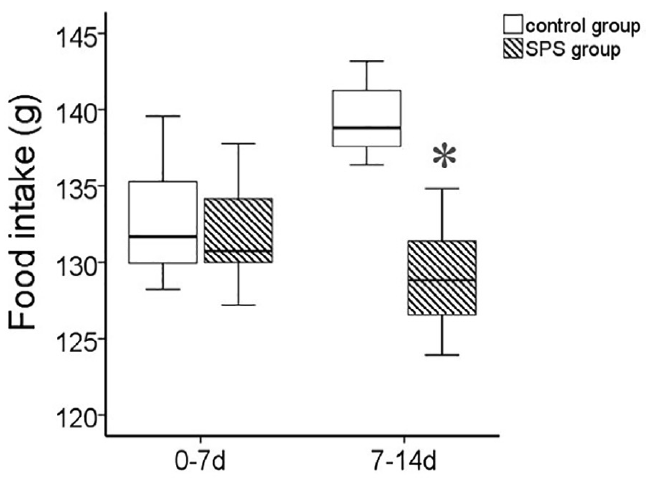 control group
SPS group
Food intake (g)
145
140
135
130
125
120
*
0-7d
7-14d